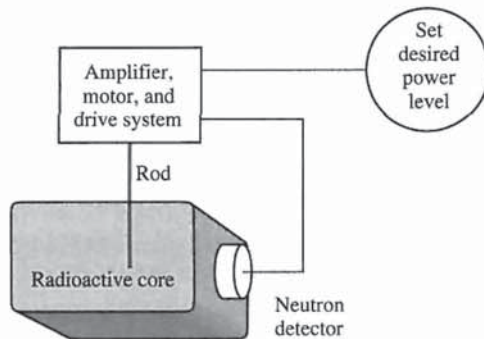 Set
desired
power
level
Amplifier,
motor, and
drive system
Rod
Radioactive core
Neutron
detector